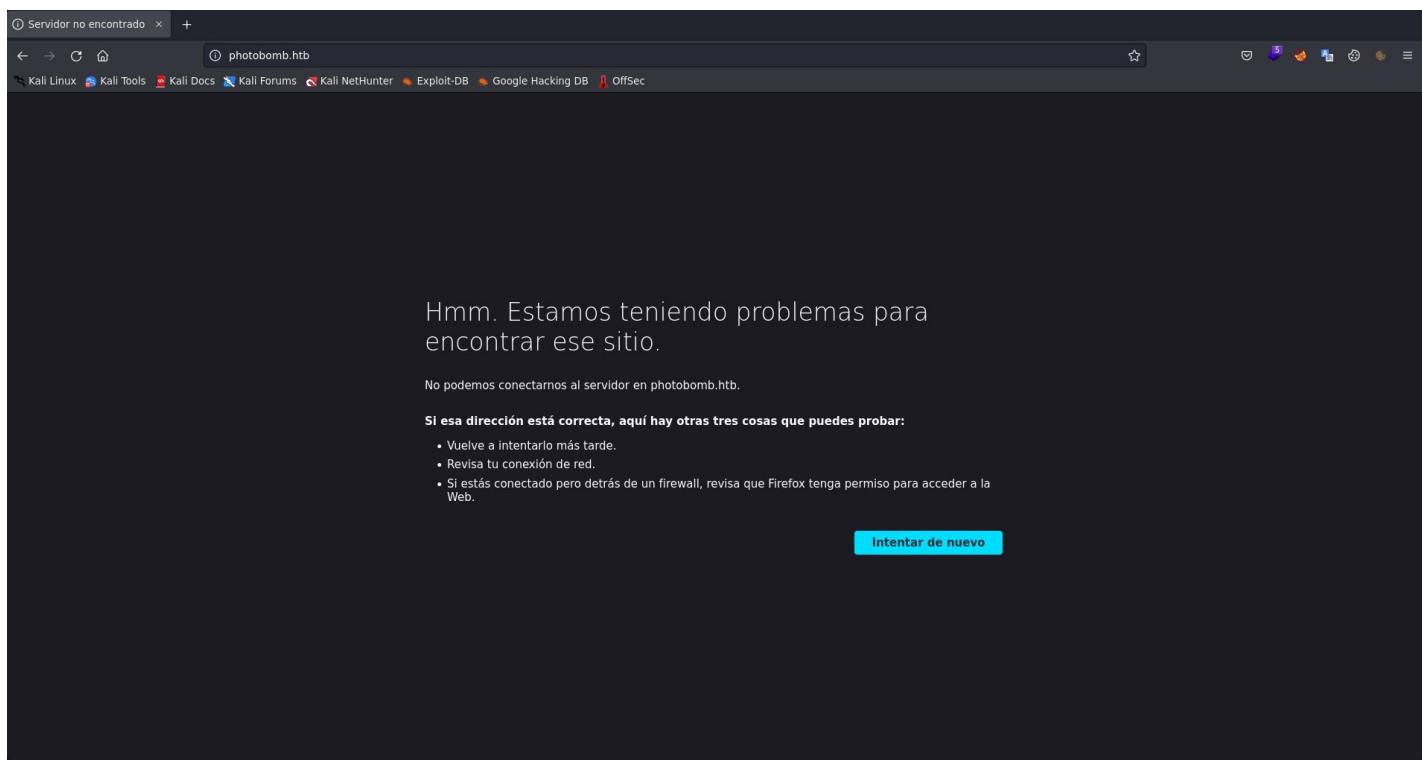 Servidor no encontrado
photobomb.htb
5
Kali Linux Kali Tools Kali Docs Kali Forums Kali NetHunter Exploit-DB Google Hacking DB OffSec
Hmm. Estamos teniendo problemas para
encontrar ese sitio.
No podemos conectarnos al servidor en photobomb.htb.
Si esa dirección está correcta, aquí hay otras tres cosas que puedes probar:
• Vuelve a intentarlo más tarde.
• Revisa tu conexión de red.
• Si estás conectado pero detrás de un firewall, revisa que Firefox tenga permiso para acceder a la
Web.
Intentar de nuevo